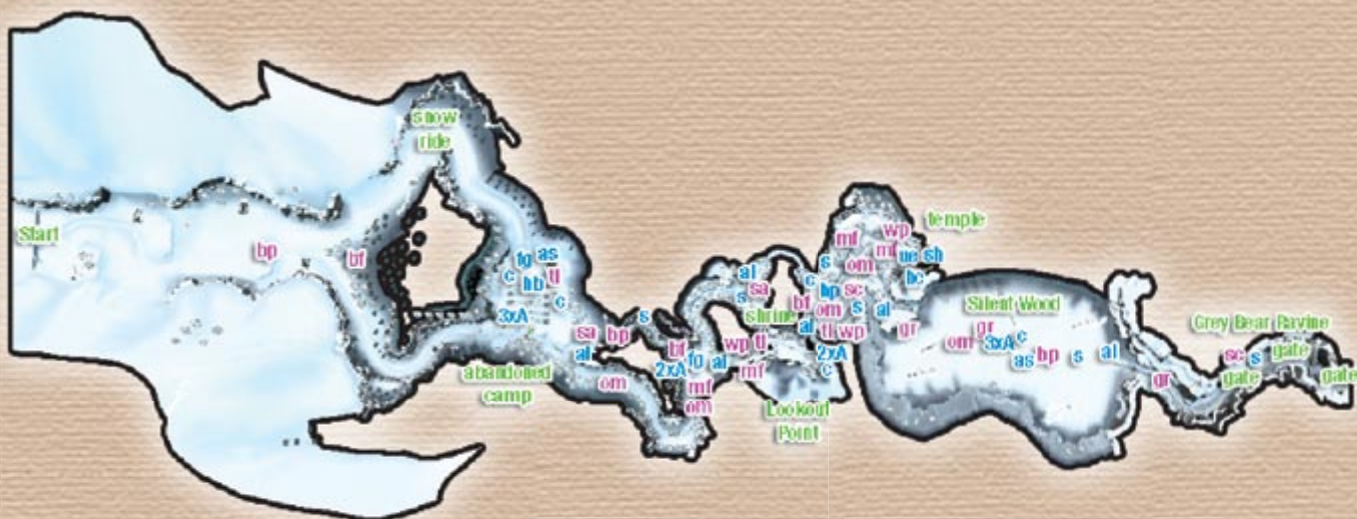 Start
bp
bf
snow
ride
fg as
c hb tl
c
3xA
abandoned
camp
sa bp s
al
om
bf
2xA fg al
mf
om
al
s sa
shrine
wp tl
mf
Lookout
Point
c
bf
al
2xA
c
temple
wp
mf mf ue sh
s om
hp sc
om s al
tl wp
gr
Silent Wood
gr
om 3xA c
as bp s al
gr
Grey Bear Ravine
sc s gate
gate
gate